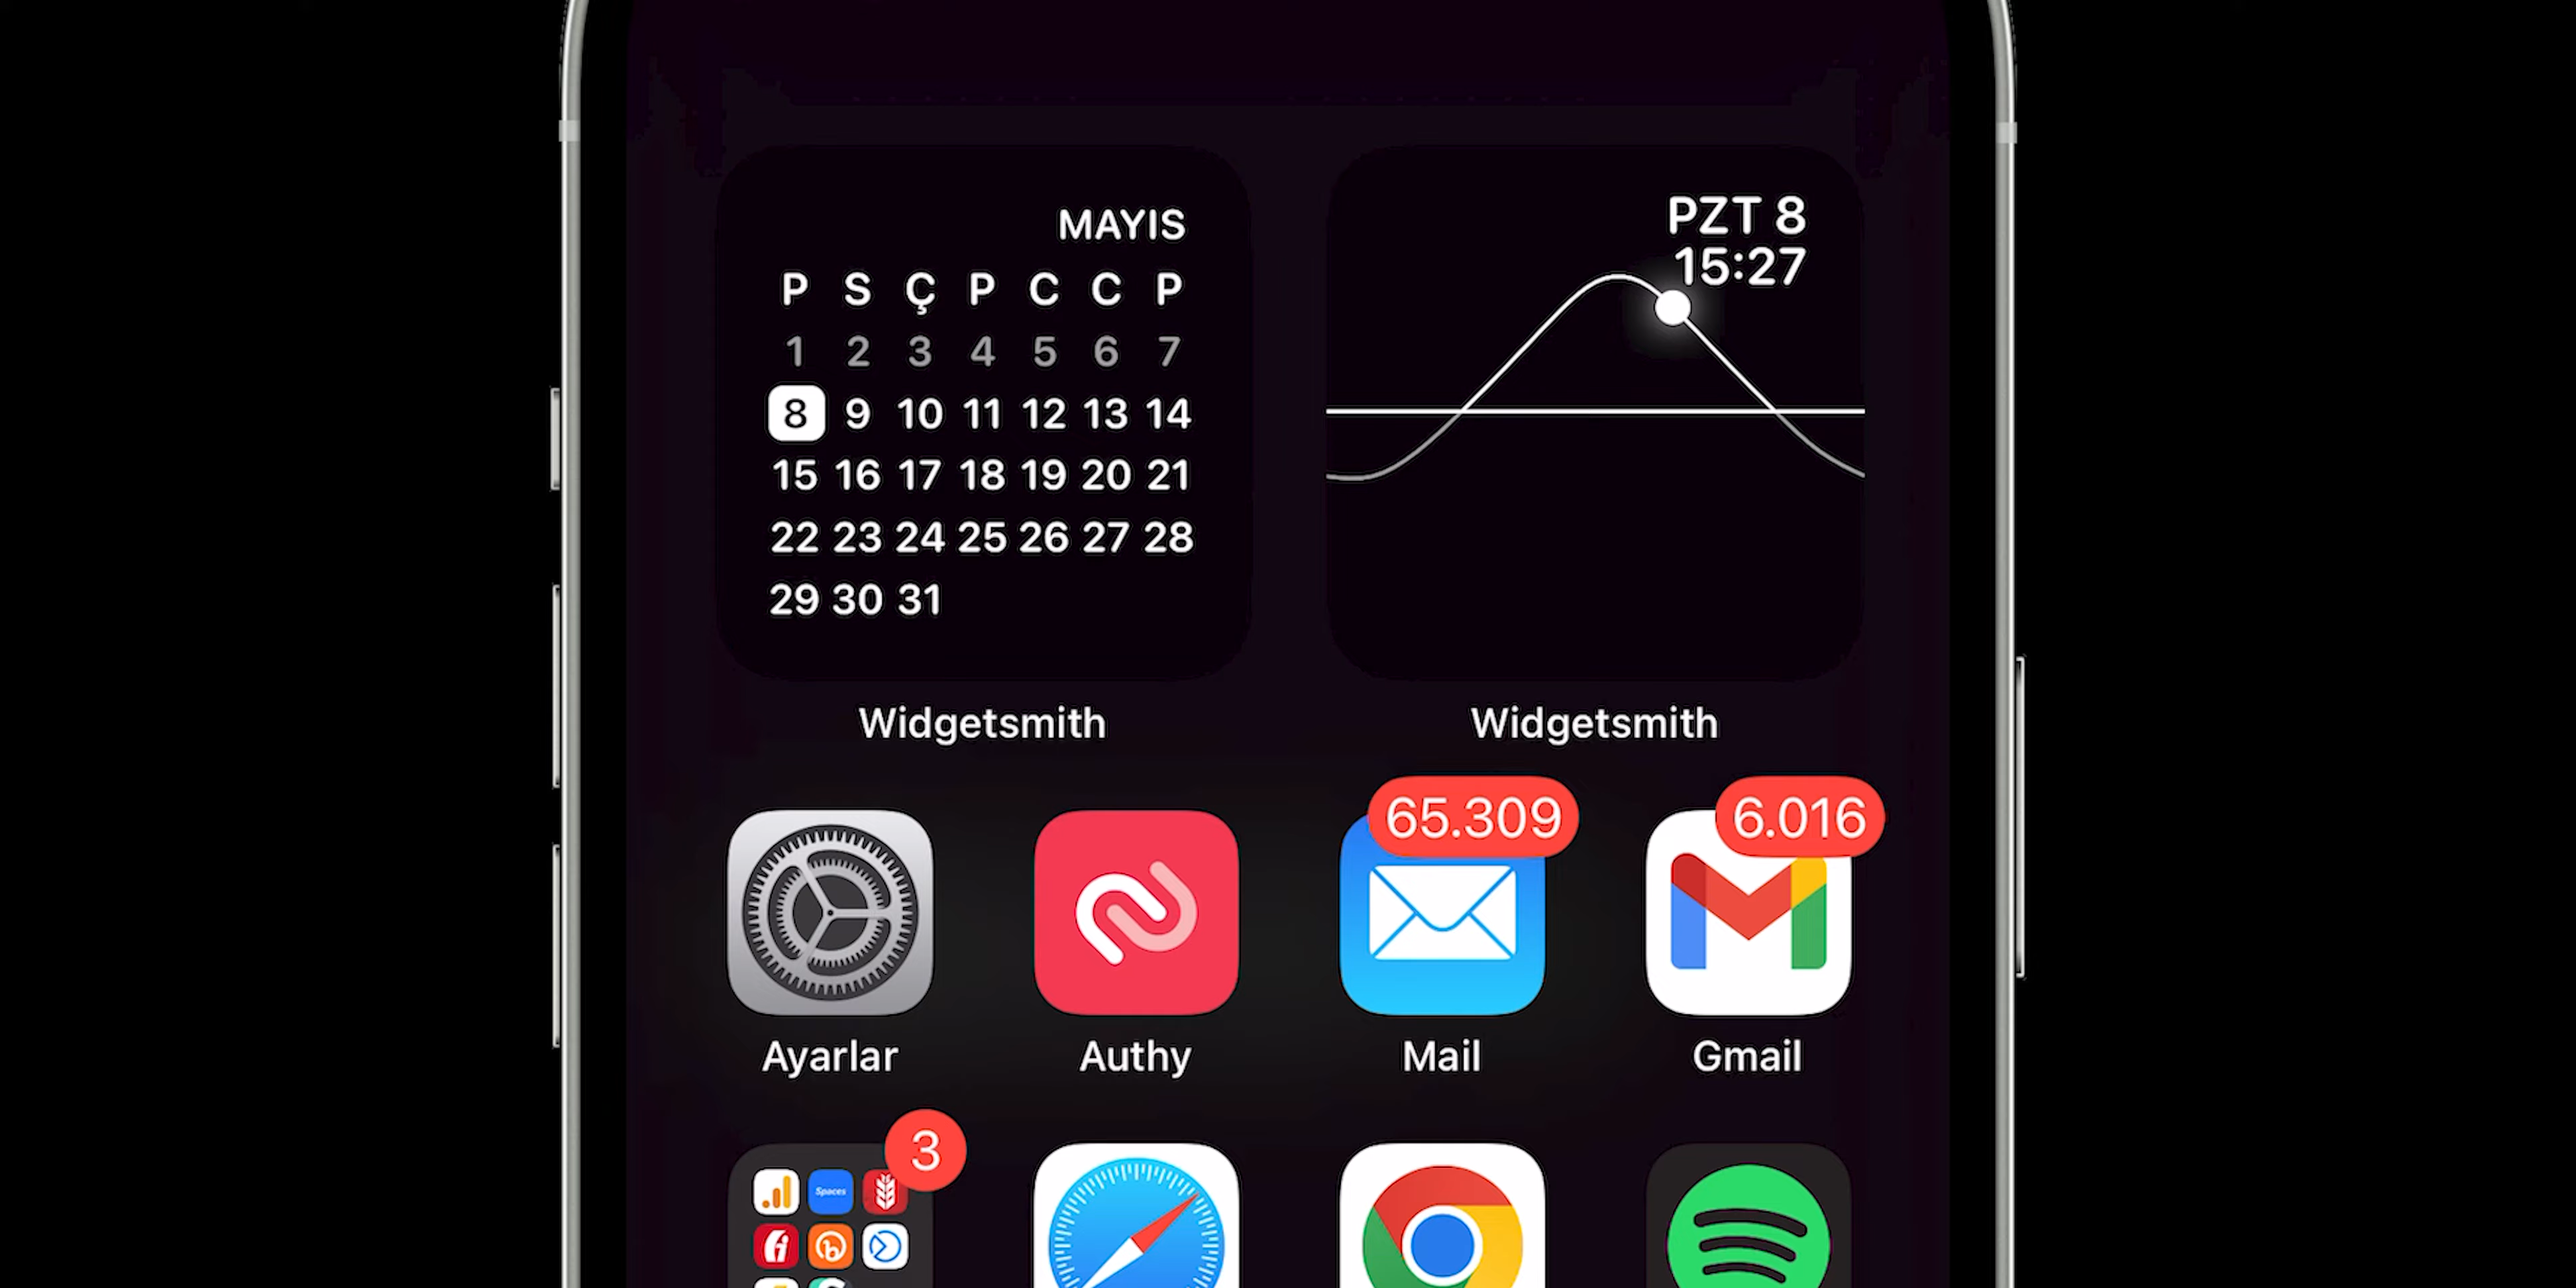 MAYIS
P S Ç P C C P
1 2 3 4 5 6 7
8 9 10 11 12 13 14
15 16 17 18 19 20 21
22 23 24 25 26 27 28
29 30 31
Widgetsmith
PZT 8
15:27
Widgetsmith
65.309
6.016
Ayarlar
Authy
Mail
Gmail
3
Spaces